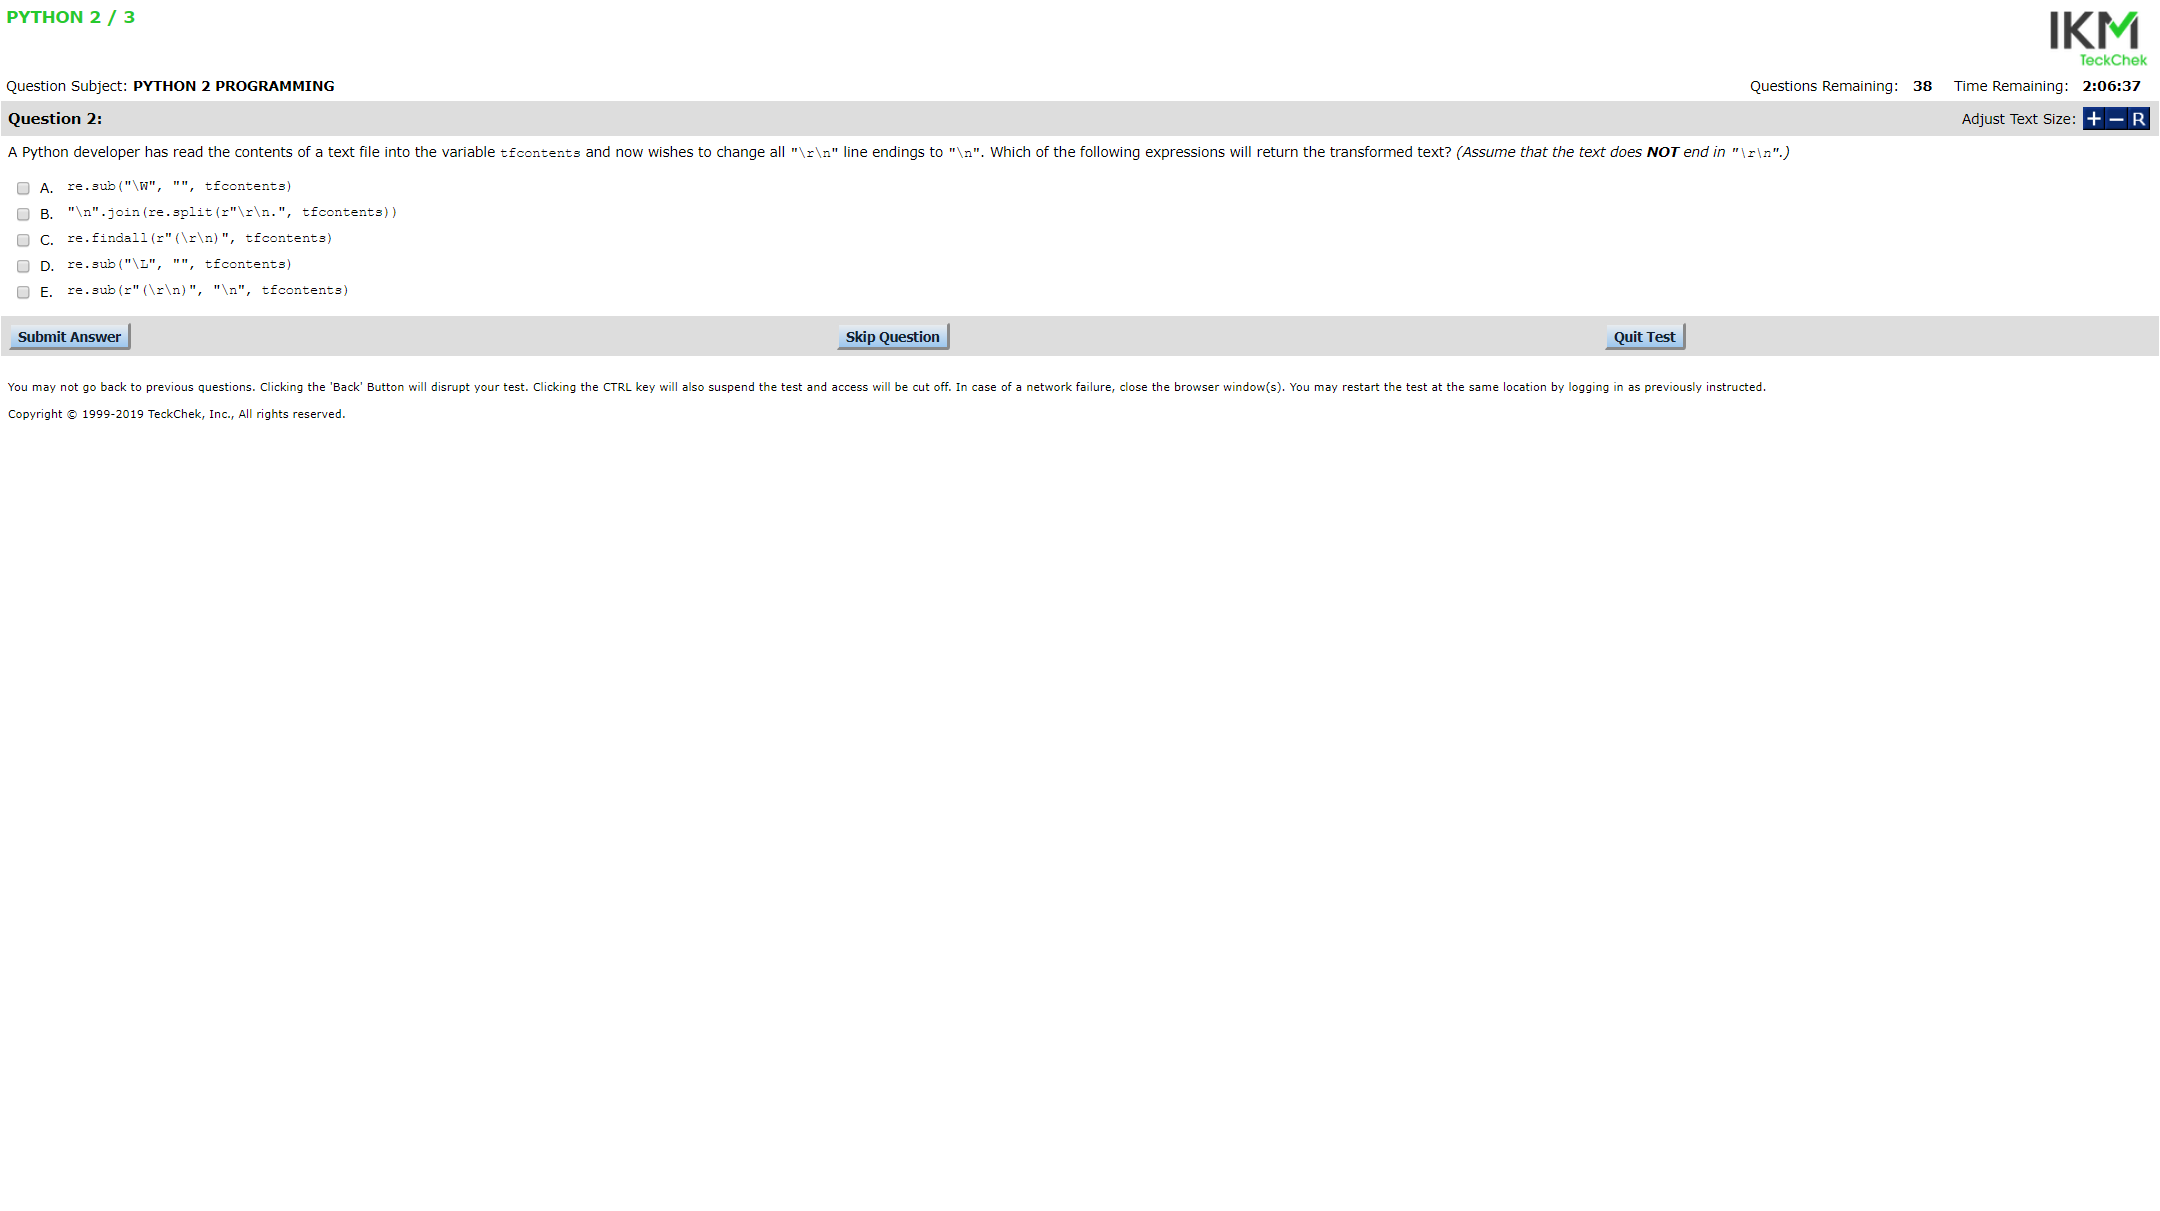 PYTHON 2 / 3
IKM
TeckChek
Question Subject: PYTHON 2 PROGRAMMING
Questions Remaining: 38 Time Remaining: 2:06:37
Question 2:
Adjust Text Size: + − R
A Python developer has read the contents of a text file into the variable tfcontents and now wishes to change all "\r\n" line endings to "\n". Which of the following expressions will return the transformed text? (Assume that the text does NOT end in "\r\n".)
A. re.sub("\W", "", tfcontents)
B. "\n".join(re.split(r"\r\n.", tfcontents))
C. re.findall(r"(\r\n)", tfcontents)
D. re.sub("\L", "", tfcontents)
E. re.sub(r"(\r\n)", "\n", tfcontents)
Submit Answer Skip Question Quit Test
You may not go back to previous questions. Clicking the 'Back' Button will disrupt your test. Clicking the CTRL key will also suspend the test and access will be cut off. In case of a network failure, close the browser window(s). You may restart the test at the same location by logging in as previously instructed.
Copyright © 1999-2019 TeckChek, Inc., All rights reserved.